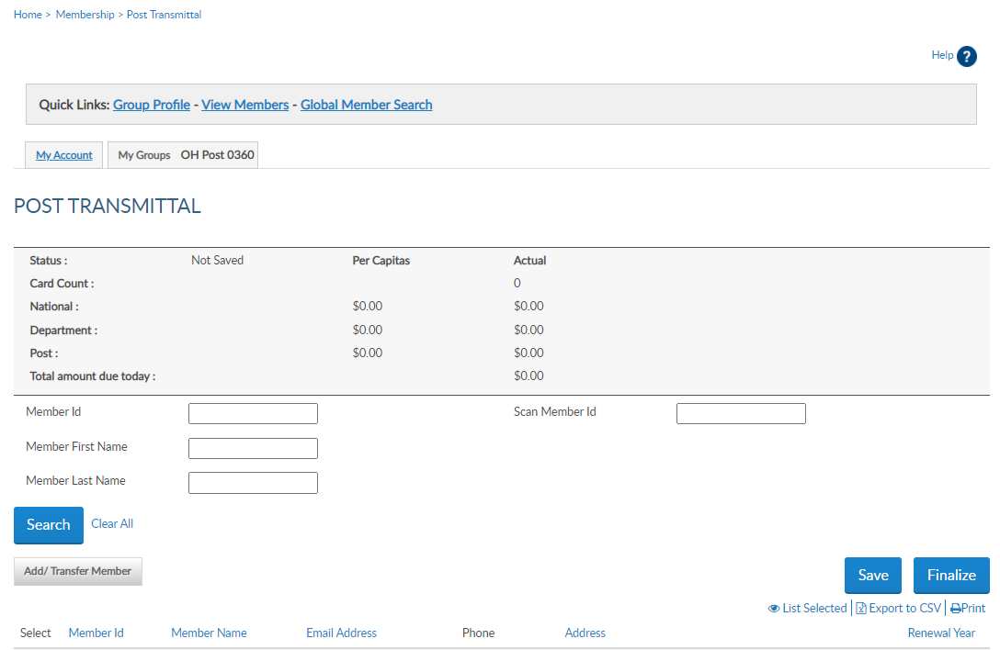 Home > Membership > Post Transmittal
Help ?
Quick Links: Group Profile - View Members - Global Member Search
My Account My Groups OH Post 0360
POST TRANSMITTAL
Status : Not Saved Per Capitas Actual
Card Count : 0
National : $0.00 $0.00
Department : $0.00 $0.00
Post : $0.00 $0.00
Total amount due today : $0.00
Member Id Scan Member Id
Member First Name
Member Last Name
Search Clear All
Add/ Transfer Member Save Finalize
List Selected Export to CSV Print
Select Member Id Member Name Email Address Phone Address Renewal Year